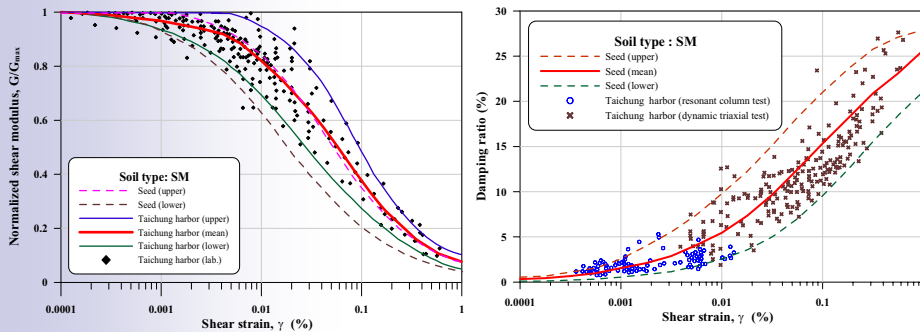 Normalized shear modulus, G/Gmax
1
0.8
0.6
0.4
0.2
0
Soil type: SM
Seed (upper)
Seed (lower)
Taichung harbor (upper)
Taichung harbor (mean)
Taichung harbor (lower)
Taichung harbor (lab.)
0.0001 0.001 0.01 0.1 1
Shear strain, γ (%)
Damping ratio (%)
30
25
20
15
10
5
0
Soil type : SM
Seed (upper)
Seed (mean)
Seed (lower)
Taichung harbor (resonant column test)
Taichung harbor (dynamic triaxial test)
0.0001 0.001 0.01 0.1
Shear strain, γ (%)